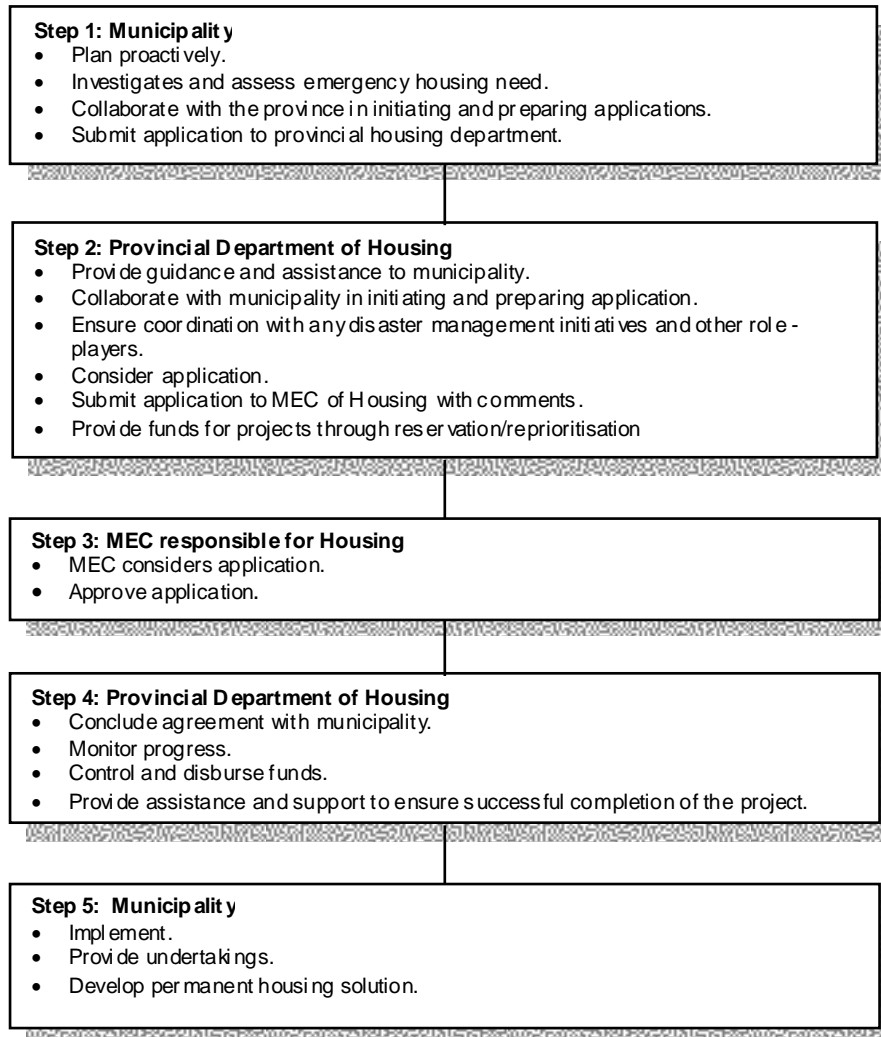 Step 1: Municipality
• Plan proactively.
• Investigates and assess emergency housing need.
• Collaborate with the province in initiating and preparing applications.
• Submit application to provincial housing department.
Step 2: Provincial Department of Housing
• Provide guidance and assistance to municipality.
• Collaborate with municipality in initiating and preparing application.
• Ensure coordination with any disaster management initiatives and other role-
players.
• Consider application.
• Submit application to MEC of Housing with comments.
• Provide funds for projects through reservation/reprioritisation
Step 3: MEC responsible for Housing
• MEC considers application.
• Approve application.
Step 4: Provincial Department of Housing
• Conclude agreement with municipality.
• Monitor progress.
• Control and disburse funds.
• Provide assistance and support to ensure successful completion of the project.
Step 5: Municipality
• Implement.
• Provide undertakings.
• Develop permanent housing solution.